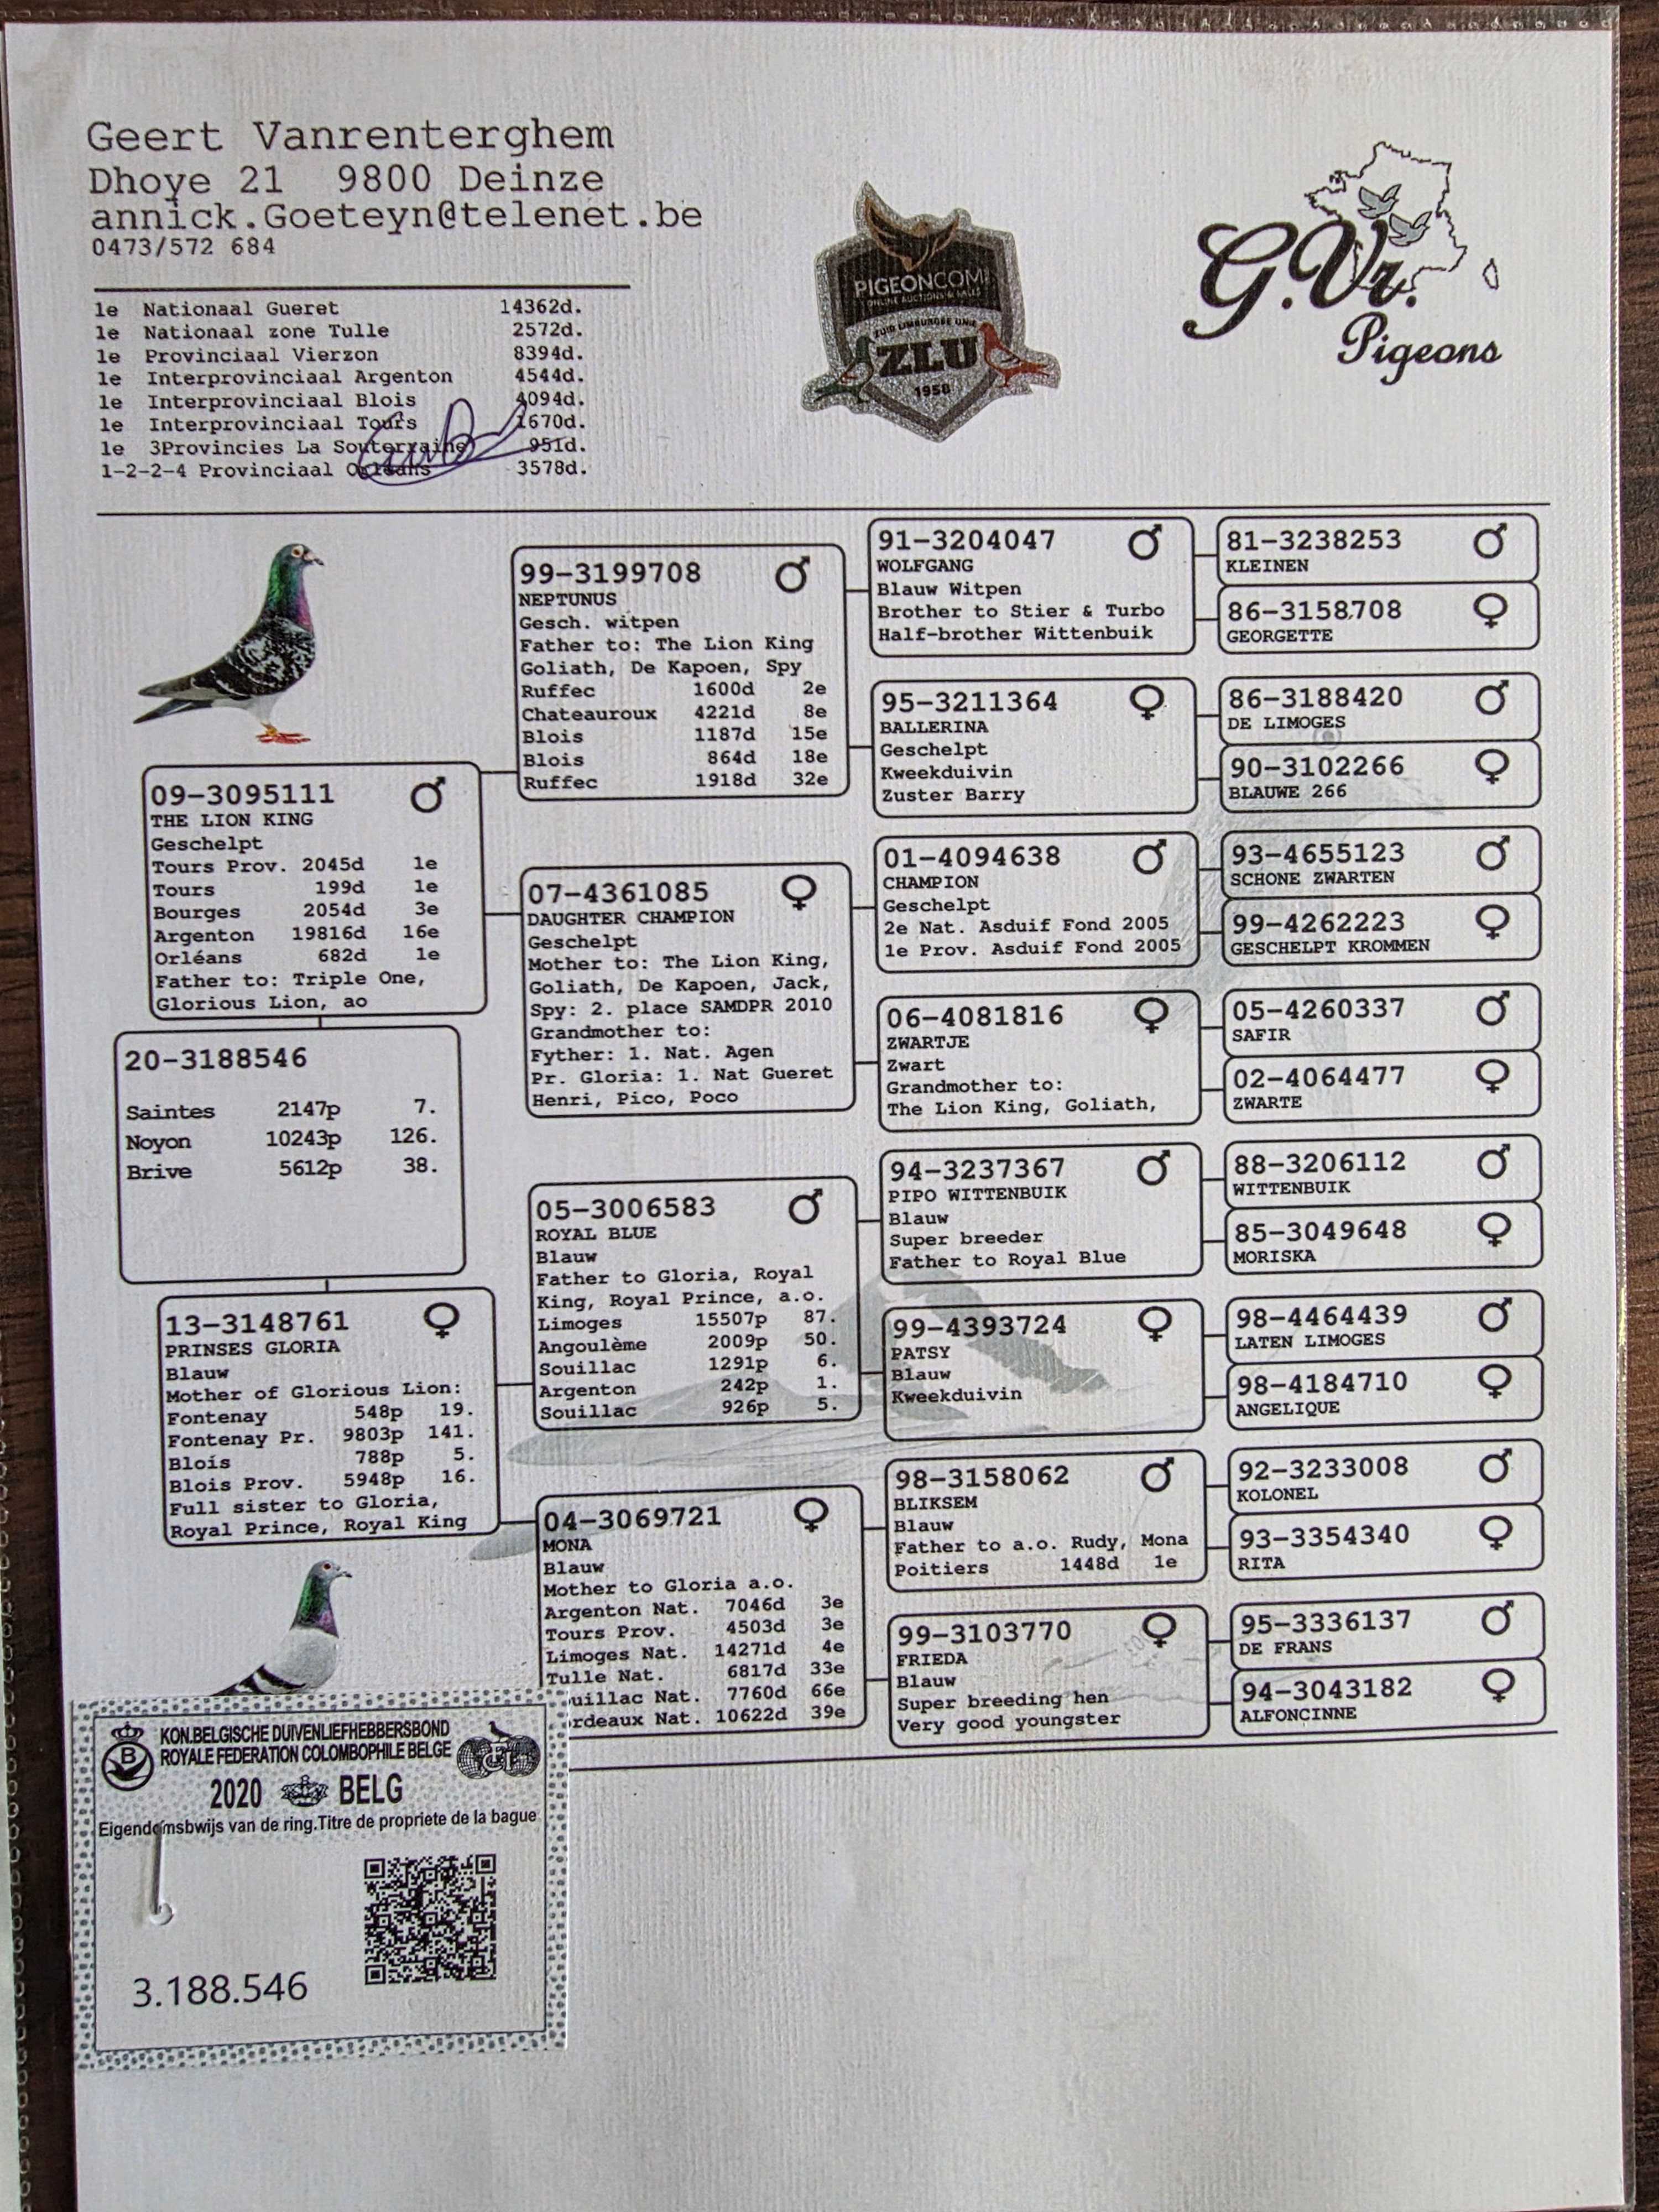 Geert Vanrenterghem
Dhoye 21 9800 Deinze
annick.Goeteyn@telenet.be
0473/572 684
1e Nationaal Gueret 14362d.
1e Nationaal zone Tulle 2572d.
1e Provinciaal Vierzon 8394d.
1e Interprovinciaal Argenton 4544d.
1e Interprovinciaal Blois 4094d.
1e Interprovinciaal Tours 1670d.
1e 3Provincies La Souterraine 951d.
1-2-2-4 Provinciaal Orleans 3578d.
PIGEONCOM
ONLINE AUCTIONS & SALES
ZUID LIMBURGSE UNIE
ZLU
1958
G.Vr.
Pigeons
09-3095111 ♂
THE LION KING
Geschelpt
Tours Prov. 2045d 1e
Tours 199d 1e
Bourges 2054d 3e
Argenton 19816d 16e
Orléans 682d 1e
Father to: Triple One,
Glorious Lion, ao
20-3188546
Saintes 2147p 7.
Noyon 10243p 126.
Brive 5612p 38.
13-3148761 ♀
PRINSES GLORIA
Blauw
Mother of Glorious Lion:
Fontenay 548p 19.
Fontenay Pr. 9803p 141.
Blois 788p 5.
Blois Prov. 5948p 16.
Full sister to Gloria,
Royal Prince, Royal King
99-3199708 ♂
NEPTUNUS
Gesch. witpen
Father to: The Lion King
Goliath, De Kapoen, Spy
Ruffec 1600d 2e
Chateauroux 4221d 8e
Blois 1187d 15e
Blois 864d 18e
Ruffec 1918d 32e
07-4361085 ♀
DAUGHTER CHAMPION
Geschelpt
Mother to: The Lion King,
Goliath, De Kapoen, Jack,
Spy: 2. place SAMDPR 2010
Grandmother to:
Fyther: 1. Nat. Agen
Pr. Gloria: 1. Nat Gueret
Henri, Pico, Poco
05-3006583 ♂
ROYAL BLUE
Blauw
Father to Gloria, Royal
King, Royal Prince, a.o.
Limoges 15507p 87.
Angoulème 2009p 50.
Souillac 1291p 6.
Argenton 242p 1.
Souillac 926p 5.
04-3069721 ♀
MONA
Blauw
Mother to Gloria a.o.
Argenton Nat. 7046d 3e
Tours Prov. 4503d 3e
Limoges Nat. 14271d 4e
Tulle Nat. 6817d 33e
uillac Nat. 7760d 66e
rdeaux Nat. 10622d 39e
91-3204047 ♂
WOLFGANG
Blauw Witpen
Brother to Stier & Turbo
Half-brother Wittenbuik
95-3211364 ♀
BALLERINA
Geschelpt
Kweekduivin
Zuster Barry
01-4094638 ♂
CHAMPION
Geschelpt
2e Nat. Asduif Fond 2005
1e Prov. Asduif Fond 2005
06-4081816 ♀
ZWARTJE
Zwart
Grandmother to:
The Lion King, Goliath,
94-3237367 ♂
PIPO WITTENBUIK
Blauw
Super breeder
Father to Royal Blue
99-4393724 ♀
PATSY
Blauw
Kweekduivin
98-3158062 ♂
BLIKSEM
Blauw
Father to a.o. Rudy, Mona
Poitiers 1448d 1e
99-3103770 ♀
FRIEDA
Blauw
Super breeding hen
Very good youngster
81-3238253 ♂
KLEINEN
86-3158708 ♀
GEORGETTE
86-3188420 ♂
DE LIMOGES
90-3102266 ♀
BLAUWE 266
93-4655123 ♂
SCHONE ZWARTEN
99-4262223 ♀
GESCHELPT KROMMEN
05-4260337 ♂
SAFIR
02-4064477 ♀
ZWARTE
88-3206112 ♂
WITTENBUIK
85-3049648 ♀
MORISKA
98-4464439 ♂
LATEN LIMOGES
98-4184710 ♀
ANGELIQUE
92-3233008 ♂
KOLONEL
93-3354340 ♀
RITA
95-3336137 ♂
DE FRANS
94-3043182 ♀
ALFONCINNE
KON.BELGISCHE DUIVENLIEFHEBBERSBOND
ROYALE FEDERATION COLOMBOPHILE BELGE
B
2020 BELG
Eigendomsbwijs van de ring.Titre de propriete de la bague
3.188.546